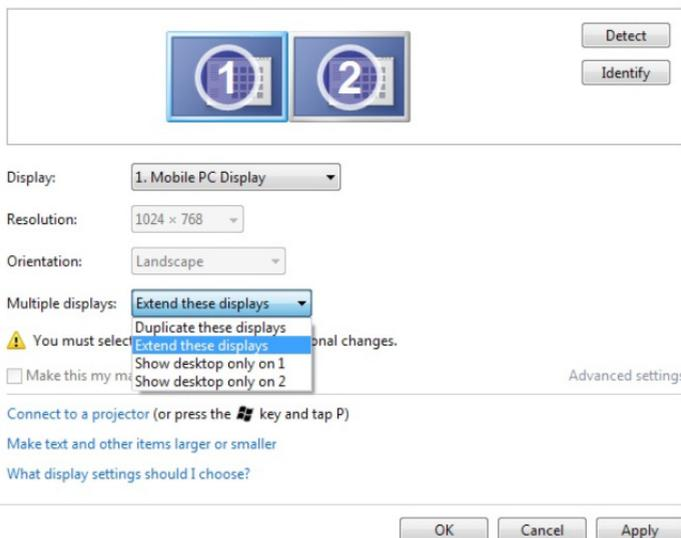 1 2
Detect
Identify
Display: 1. Mobile PC Display
Resolution: 1024 × 768
Orientation: Landscape
Multiple displays: Extend these displays
Duplicate these displays
Extend these displays
Show desktop only on 1
Show desktop only on 2
You must select onal changes.
Make this my ma
Advanced settings
Connect to a projector (or press the key and tap P)
Make text and other items larger or smaller
What display settings should I choose?
OK Cancel Apply